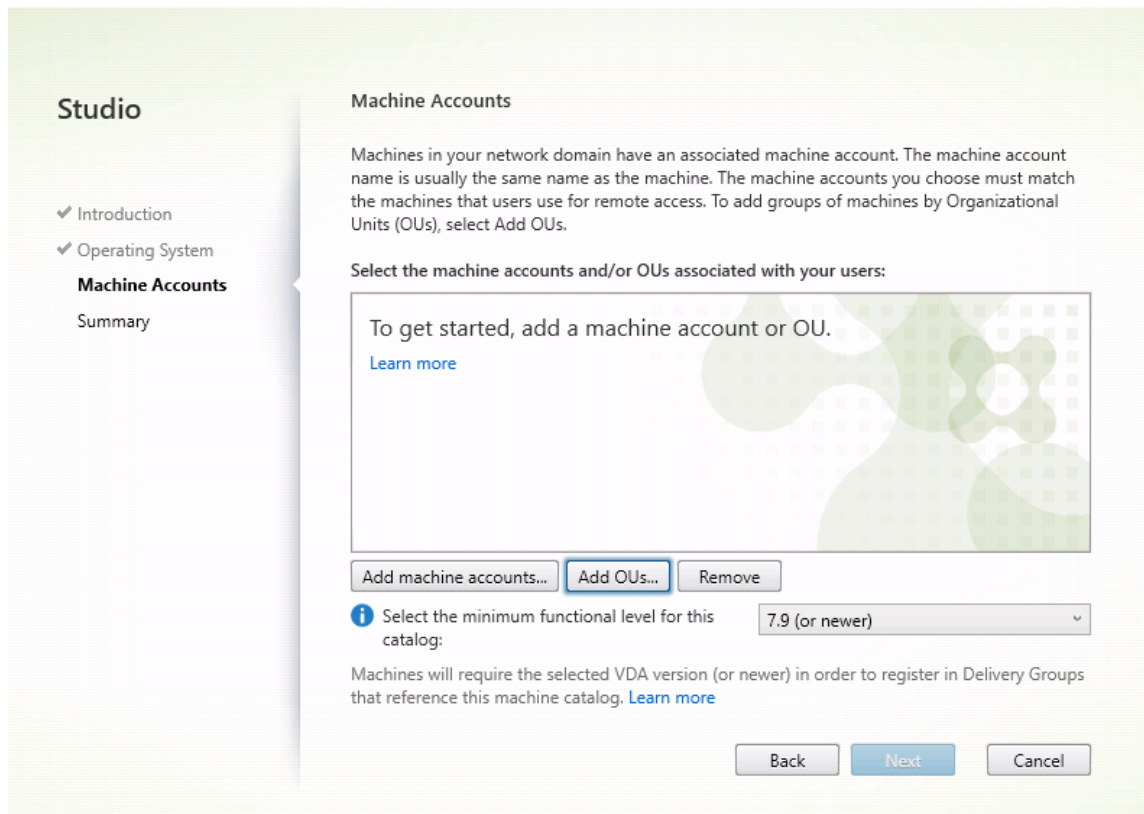 Studio
Introduction
Operating System
Machine Accounts
Summary
Machine Accounts
Machines in your network domain have an associated machine account. The machine account
name is usually the same name as the machine. The machine accounts you choose must match
the machines that users use for remote access. To add groups of machines by Organizational
Units (OUs), select Add OUs.
Select the machine accounts and/or OUs associated with your users:
To get started, add a machine account or OU.
Learn more
Add machine accounts... Add OUs... Remove
Select the minimum functional level for this
catalog:
7.9 (or newer)
Machines will require the selected VDA version (or newer) in order to register in Delivery Groups
that reference this machine catalog. Learn more
Back Next Cancel